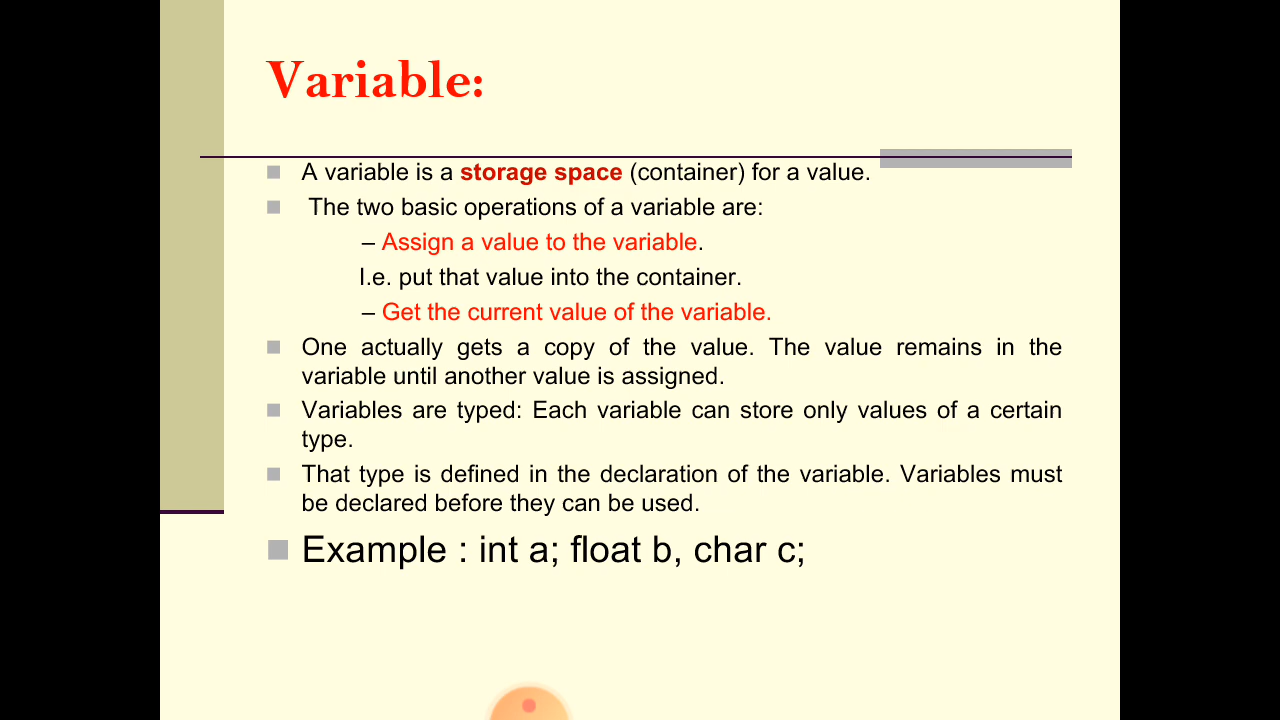 Variable:
A variable is a storage space (container) for a value.
The two basic operations of a variable are:
– Assign a value to the variable.
I.e. put that value into the container.
– Get the current value of the variable.
One actually gets a copy of the value. The value remains in the
variable until another value is assigned.
Variables are typed: Each variable can store only values of a certain
type.
That type is defined in the declaration of the variable. Variables must
be declared before they can be used.
Example : int a; float b, char c;